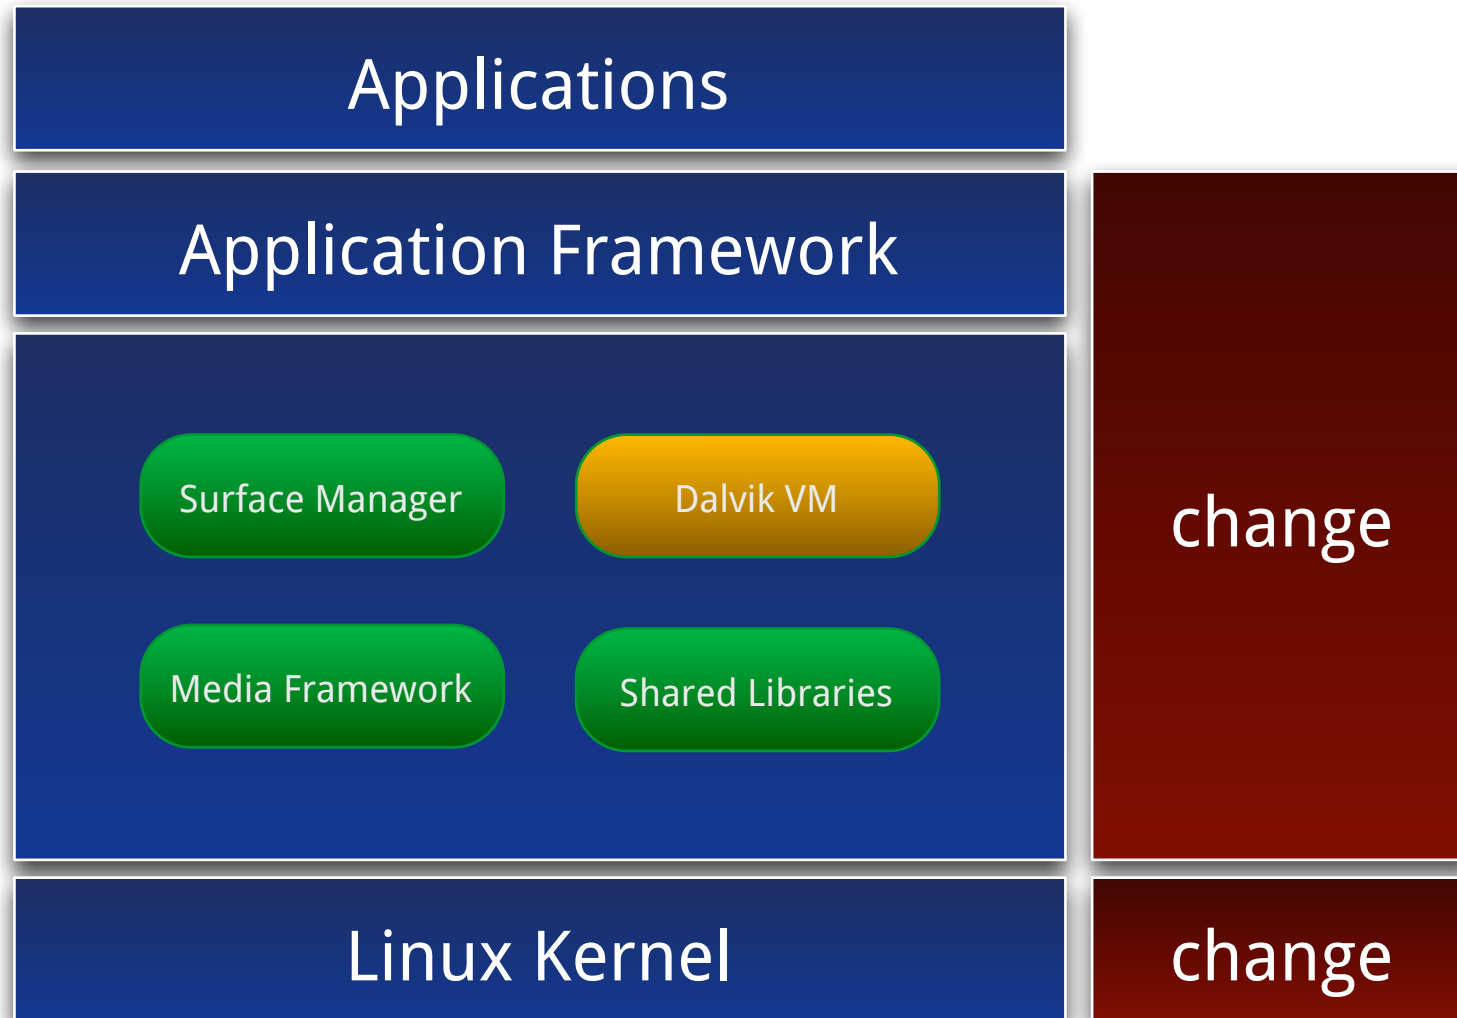 Applications
Application Framework
Surface Manager
Dalvik VM
change
Media Framework
Shared Libraries
Linux Kernel
change